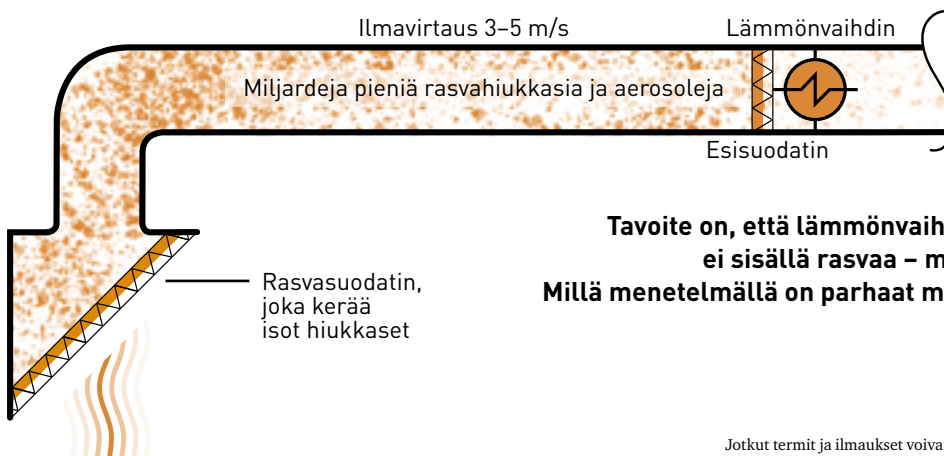 Ilmavirtaus 3–5 m/s
Lämmönvaihdin
Miljardeja pieniä rasvahiukkasia ja aerosoleja
Esisuodatin
Tavoite on, että lämmönvaih
ei sisällä rasvaa – m
Millä menetelmällä on parhaat m
Rasvasuodatin,
joka kerää
isot hiukkaset
Jotkut termit ja ilmaukset voiva